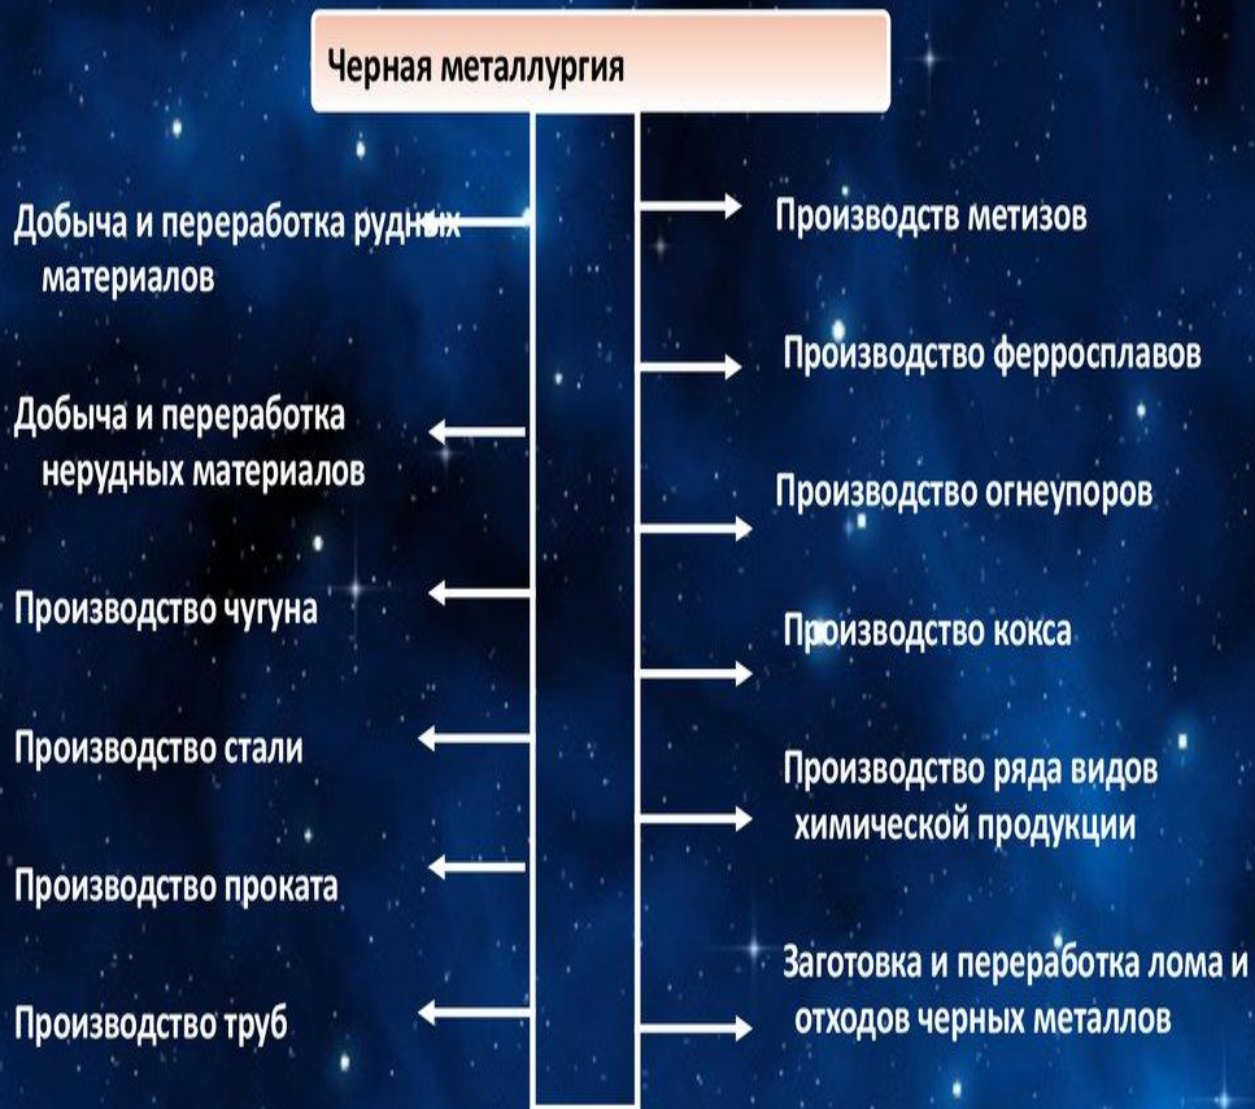 Черная металлургия
Добыча и переработка рудных
материалов
Добыча и переработка
нерудных материалов
Производство чугуна
Производство стали
Производство проката
Производство труб
Производств метизов
Производство ферросплавов
Производство огнеупоров
Производство кокса
Производство ряда видов
химической продукции
Заготовка и переработка лома и
отходов черных металлов